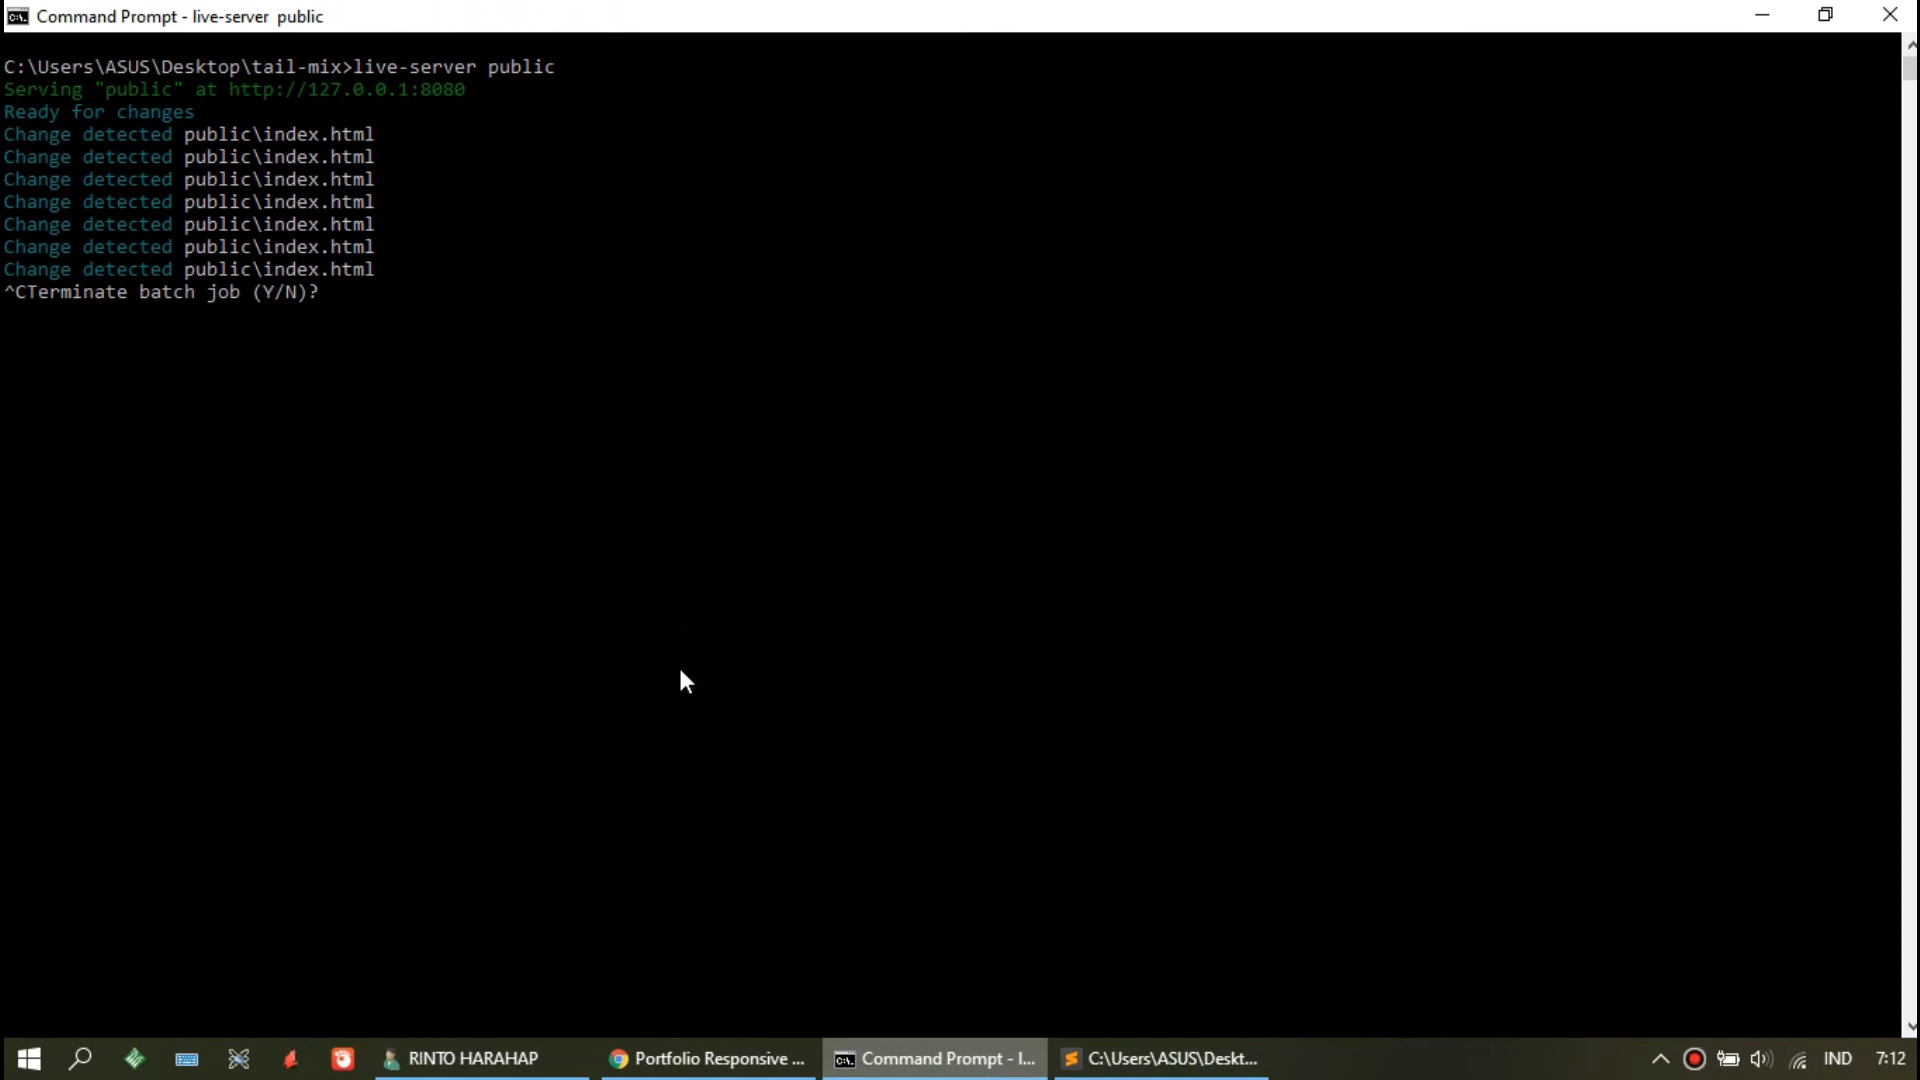 Command Prompt - live-server public
C:\Users\ASUS\Desktop\tail-mix>live-server public
Serving "public" at http://127.0.0.1:8080
Ready for changes
Change detected public\index.html
Change detected public\index.html
Change detected public\index.html
Change detected public\index.html
Change detected public\index.html
Change detected public\index.html
Change detected public\index.html
^CTerminate batch job (Y/N)?
RINTO HARAHAP
Portfolio Responsive ...
Command Prompt - l...
C:\Users\ASUS\Deskt...
IND
7:12